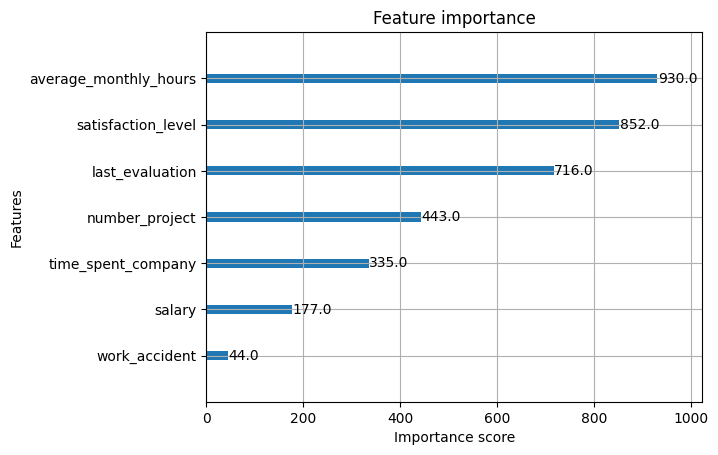 Feature importance
Features
average_monthly_hours 930.0
satisfaction_level 852.0
last_evaluation 716.0
number_project 443.0
time_spent_company 335.0
salary 177.0
work_accident 44.0
0 200 400 600 800 1000
Importance score